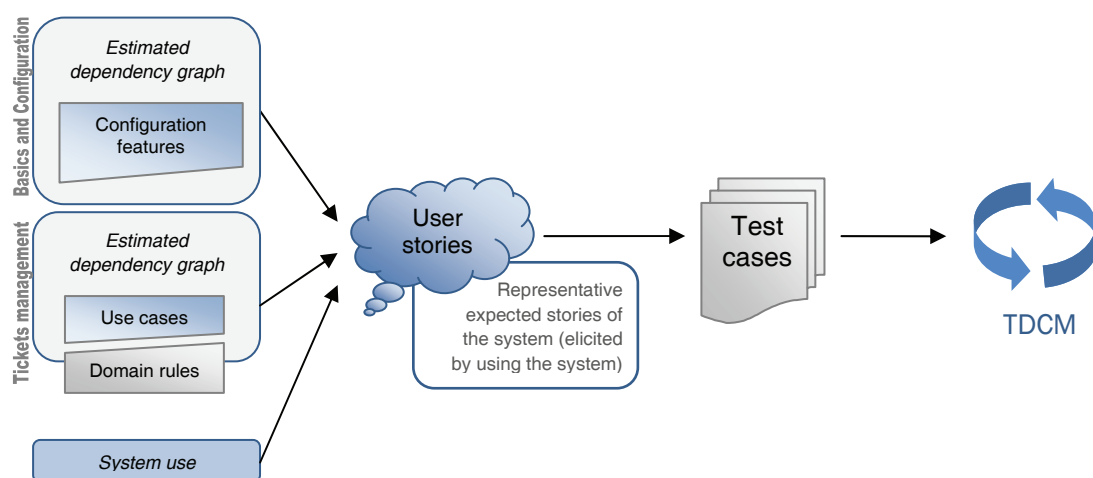 Basics and Configuration
Estimated
dependency graph
Configuration
features
Tickets management
Estimated
dependency graph
Use cases
Domain rules
System use
User
stories
Representative
expected stories of
the system (elicited
by using the system)
Test
cases
TDCM